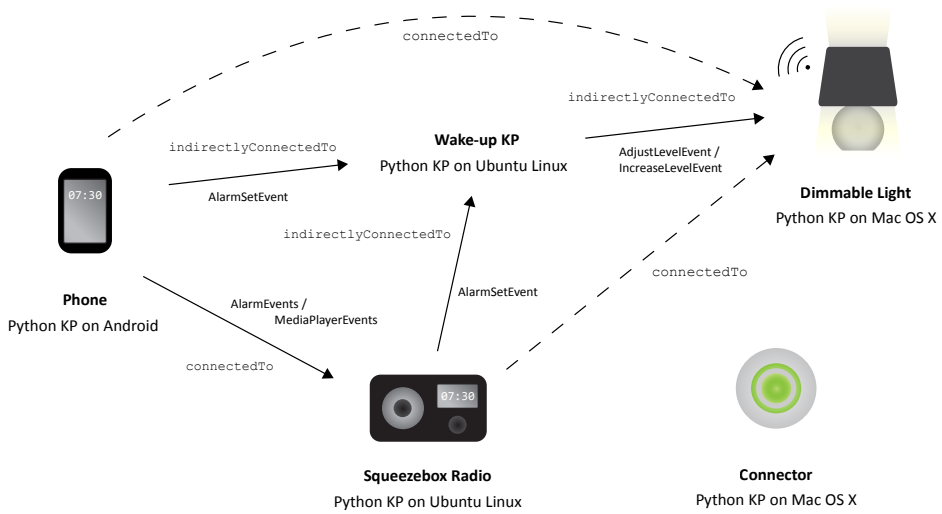 connectedTo
indirectlyConnectedTo
Wake-up KP
Python KP on Ubuntu Linux
indirectlyConnectedTo
AdjustLevelEvent /
IncreaseLevelEvent
AlarmSetEvent
07:30
Dimmable Light
Python KP on Mac OS X
indirectlyConnectedTo
connectedTo
Phone
Python KP on Android
AlarmEvents /
MediaPlayerEvents
AlarmSetEvent
connectedTo
07:30
Squeezebox Radio
Python KP on Ubuntu Linux
Connector
Python KP on Mac OS X